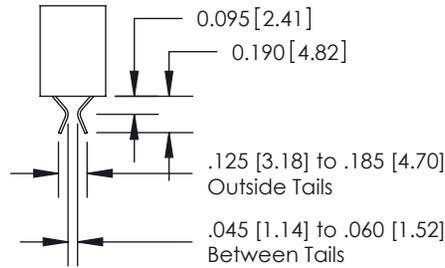 0.095 [2.41]
0.190 [4.82]
.125 [3.18] to .185 [4.70]
Outside Tails
.045 [1.14] to .060 [1.52]
Between Tails